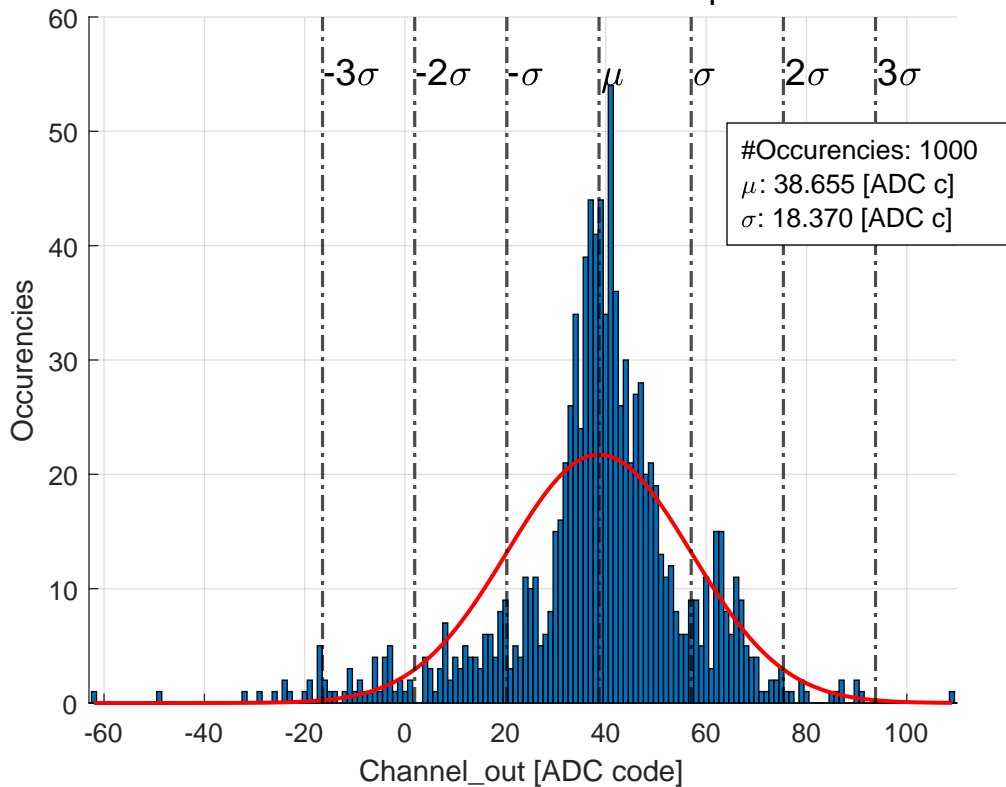 60
-3σ
-2σ
-σ
μ
σ
2σ
3σ
50
#Occurencies: 1000
μ: 38.655 [ADC c]
σ: 18.370 [ADC c]
40
30
20
10
0
Occurencies
-60
-40
-20
0
20
40
60
80
100
Channel_out [ADC code]